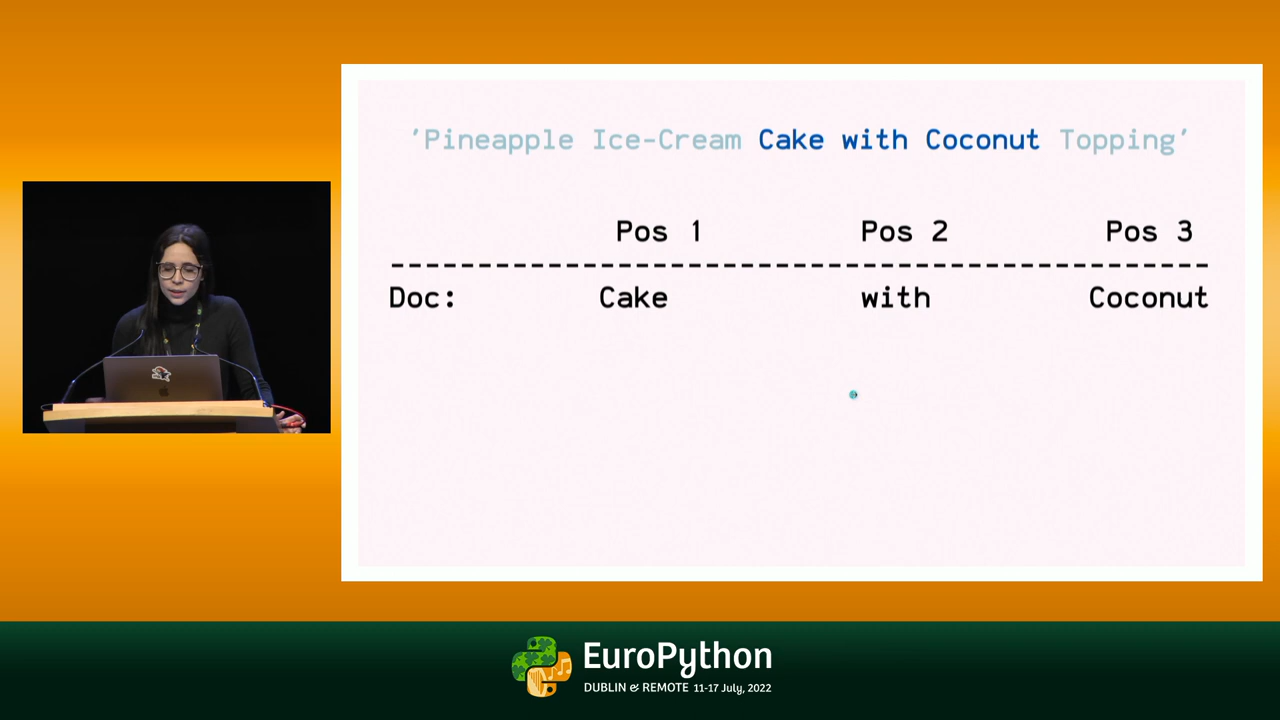 'Pineapple Ice-Cream Cake with Coconut Topping'
Pos 1 Pos 2 Pos 3
Doc: Cake with Coconut
EuroPython
DUBLIN & REMOTE 11-17 July, 2022